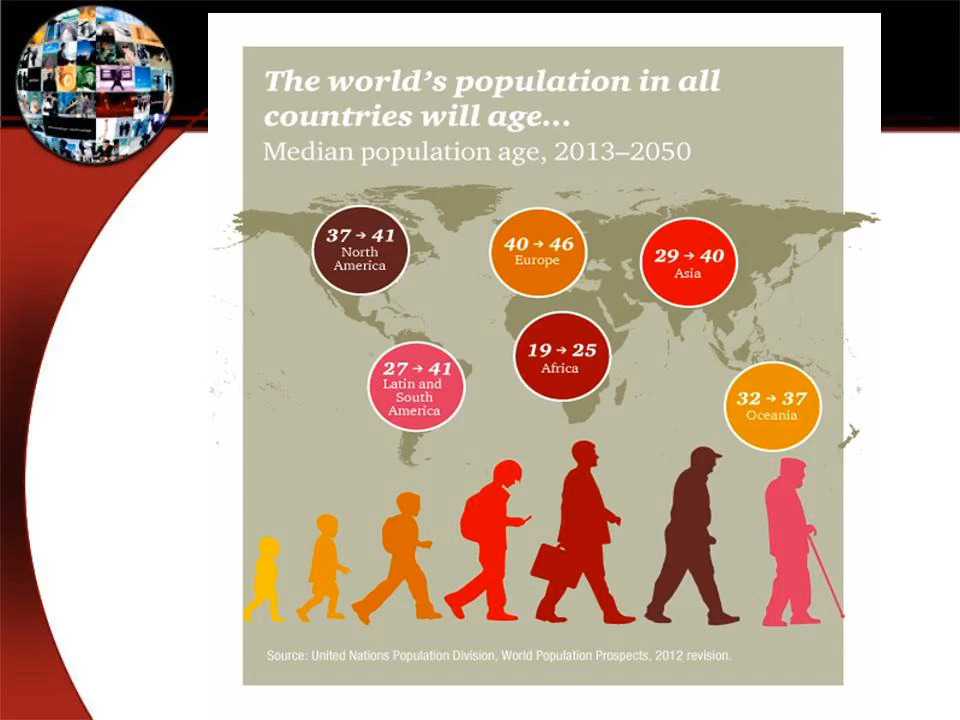 The world's population in all
countries will age...
Median population age, 2013–2050
37 → 41
North
America
40 → 46
Europe
29 → 40
Asia
27 → 41
Latin and
South
America
19 → 25
Africa
32 → 37
Oceania
Source: United Nations Population Division, World Population Prospects, 2012 revision.